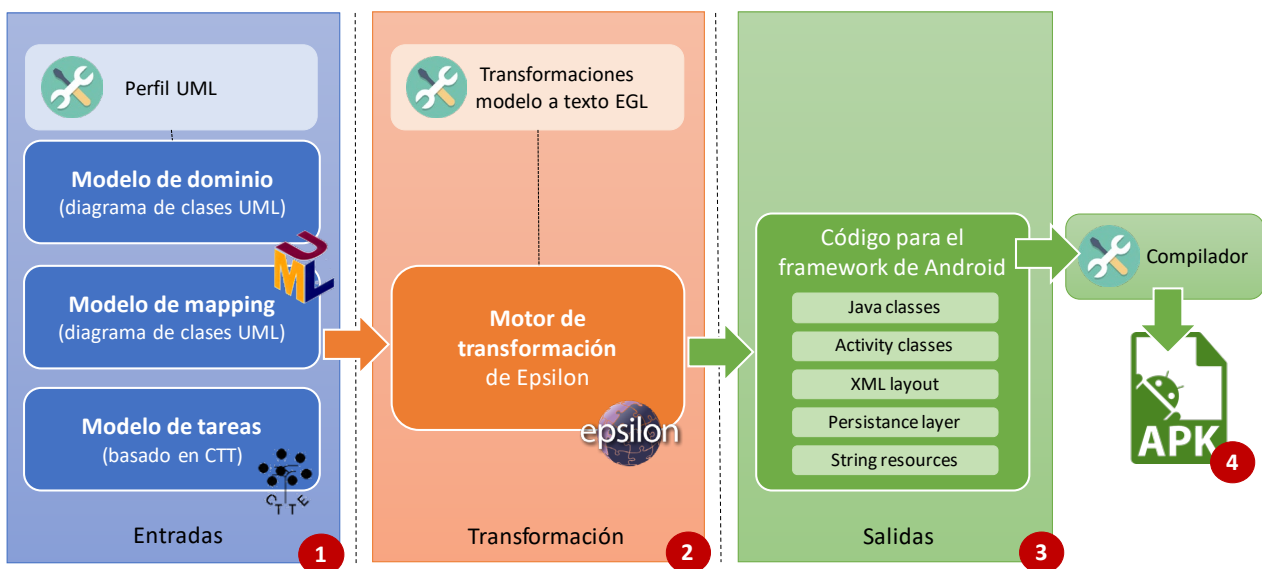 Perfil UML
Modelo de dominio
(diagrama de clases UML)
UML
Modelo de mapping
(diagrama de clases UML)
Modelo de tareas
(basado en CTT)
CTTE
Entradas
1
Transformaciones
modelo a texto EGL
Motor de
transformación
de Epsilon
epsilon
Transformación
2
Código para el
framework de Android
Java classes
Activity classes
XML layout
Persistance layer
String resources
Salidas
3
Compilador
APK
4